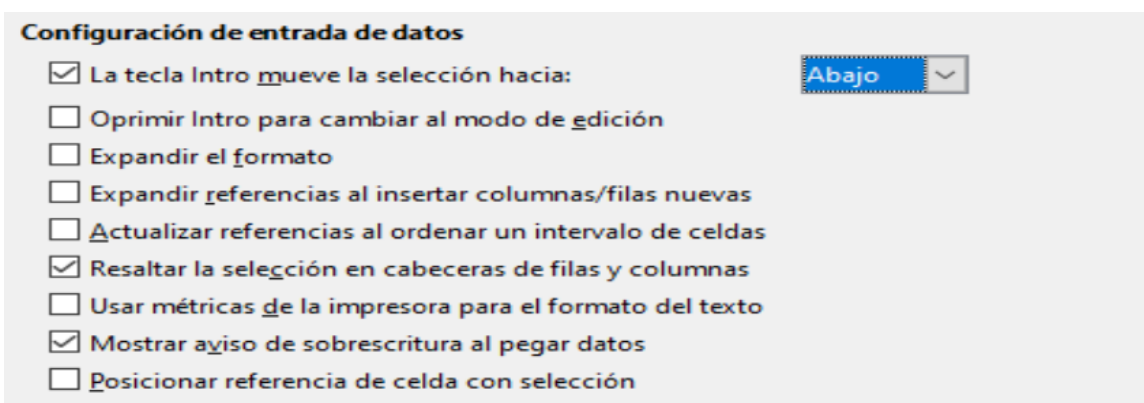 Configuración de entrada de datos
La tecla Intro mueve la selección hacia: Abajo
Oprimir Intro para cambiar al modo de edición
Expandir el formato
Expandir referencias al insertar columnas/filas nuevas
Actualizar referencias al ordenar un intervalo de celdas
Resaltar la selección en cabeceras de filas y columnas
Usar métricas de la impresora para el formato del texto
Mostrar aviso de sobrescritura al pegar datos
Posicionar referencia de celda con selección